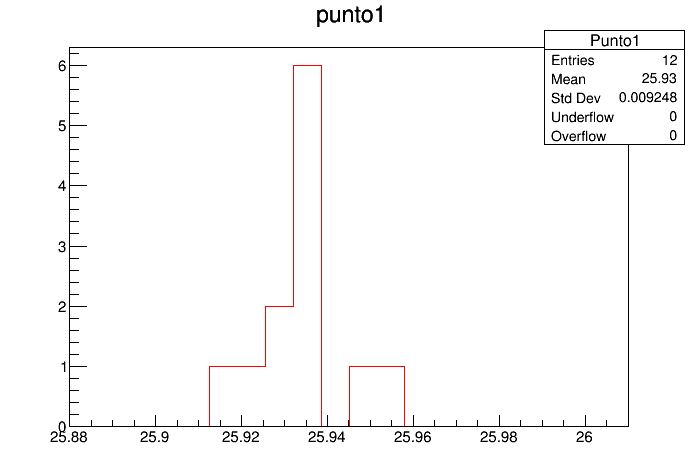 punto1
Punto1
Entries 12
Mean 25.93
Std Dev 0.009248
Underflow 0
Overflow 0
6
5
4
3
2
1
0
25.88 25.9 25.92 25.94 25.96 25.98 26